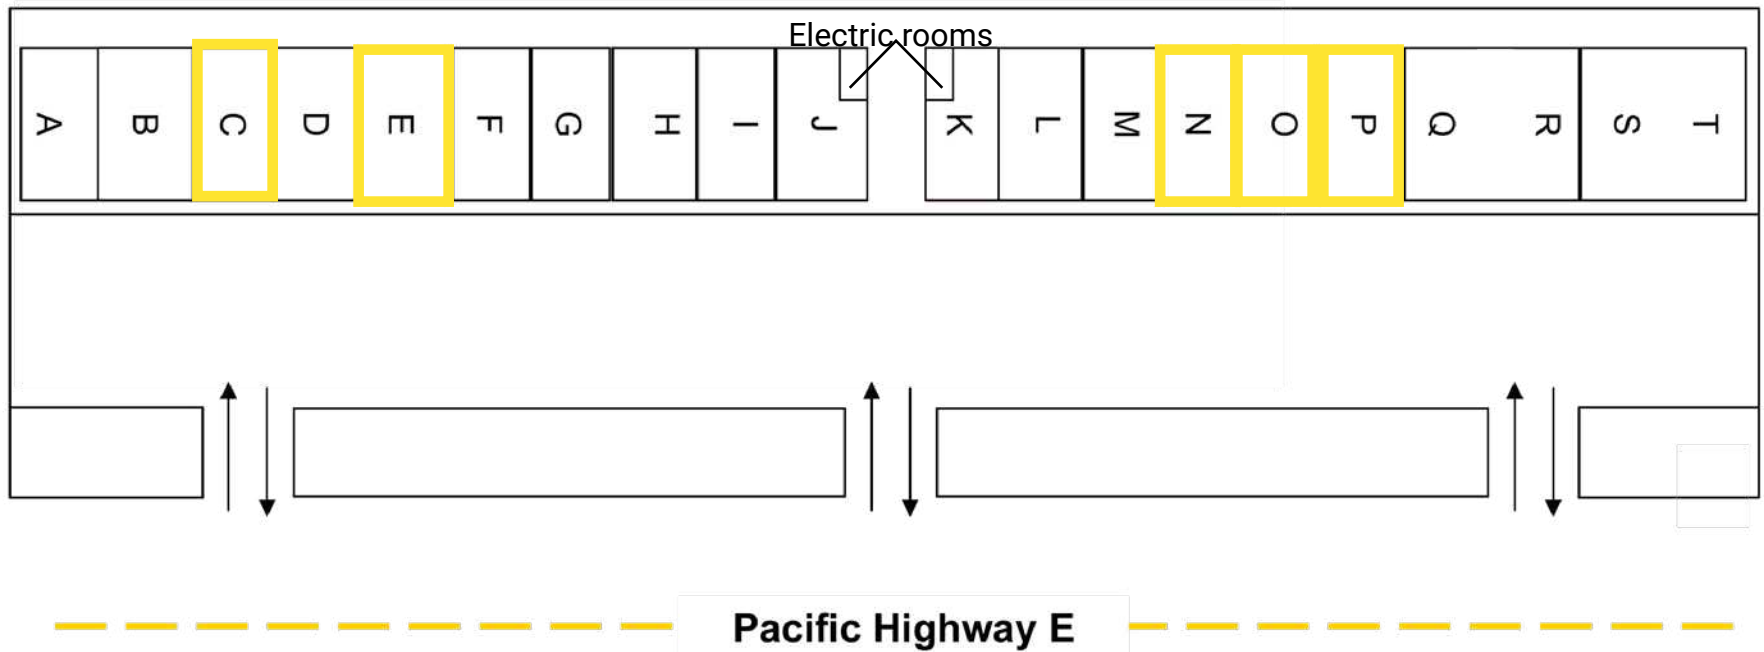 Electric rooms
A B C D E F G H I J K L M N O P Q R S T
Pacific Highway E